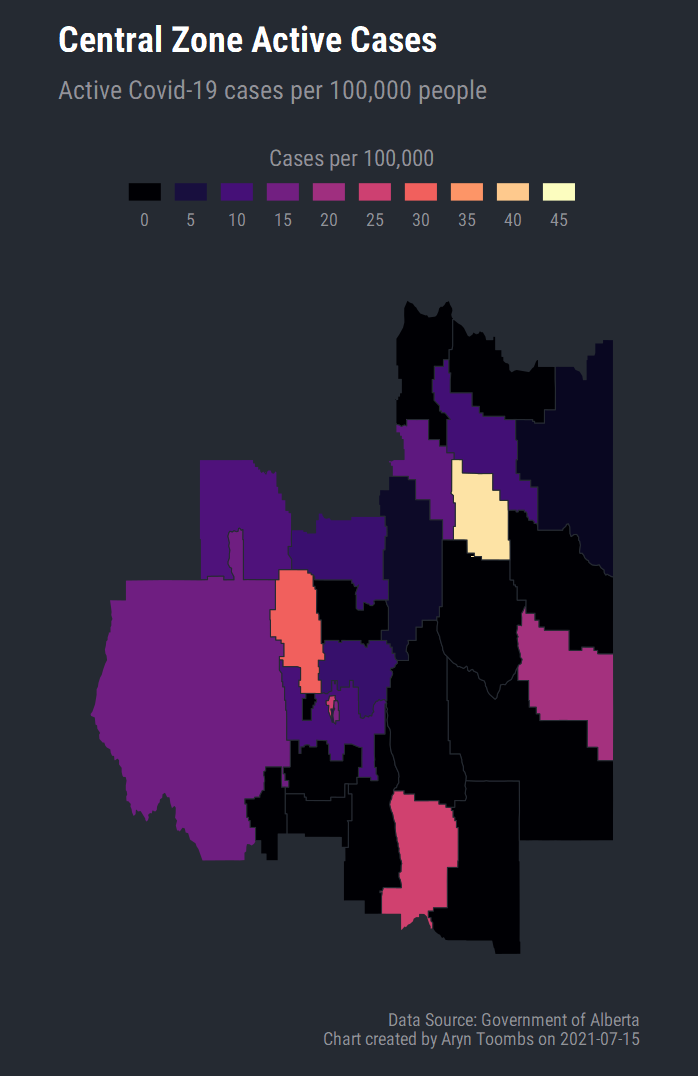 Central Zone Active Cases
Active Covid-19 cases per 100,000 people
Cases per 100,000
0 5 10 15 20 25 30 35 40 45
Data Source: Government of Alberta
Chart created by Aryn Toombs on 2021-07-15